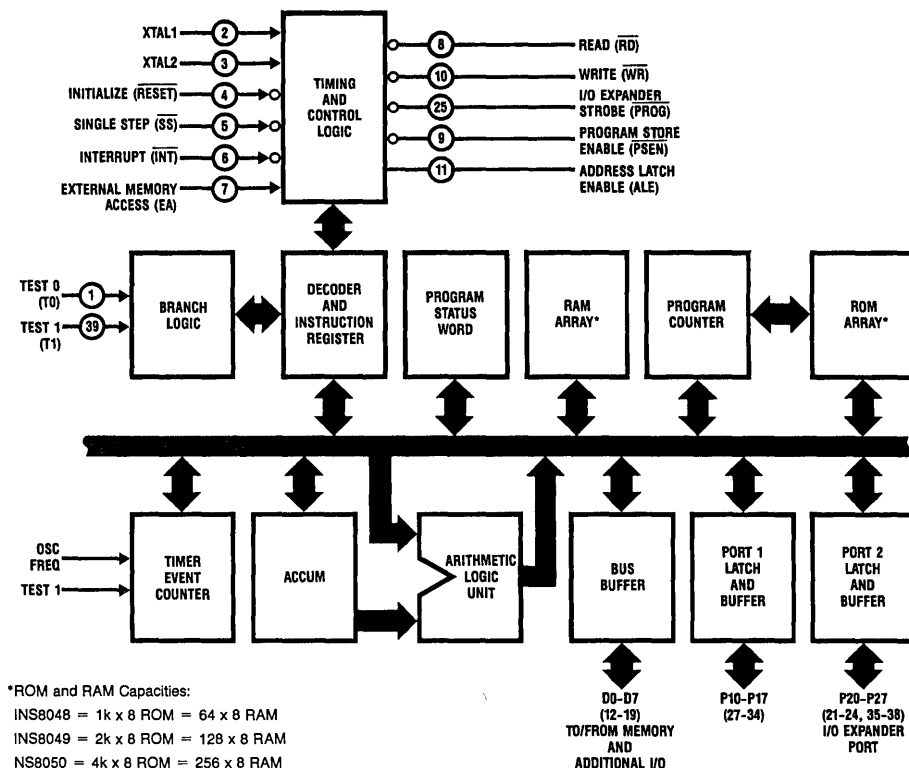 XTAL1
2
XTAL2
3
INITIALIZE (RESET)
4
SINGLE STEP (SS)
5
INTERRUPT (INT)
6
EXTERNAL MEMORY
ACCESS (EA)
7
TIMING
AND
CONTROL
LOGIC
8
READ (RD)
10
WRITE (WR)
25
I/O EXPANDER
STROBE (PROG)
9
PROGRAM STORE
ENABLE (PSEN)
11
ADDRESS LATCH
ENABLE (ALE)
TEST 0
(T0)
1
TEST 1
(T1)
39
BRANCH
LOGIC
DECODER
AND
INSTRUCTION
REGISTER
PROGRAM
STATUS
WORD
RAM
ARRAY*
PROGRAM
COUNTER
ROM
ARRAY*
OSC
FREQ
TEST 1
TIMER
EVENT
COUNTER
ACCUM
ARITHMETIC
LOGIC
UNIT
BUS
BUFFER
PORT 1
LATCH
AND
BUFFER
PORT 2
LATCH
AND
BUFFER
D0-D7
(12-19)
TO/FROM MEMORY
AND
ADDITIONAL I/O
P10-P17
(27-34)
P20-P27
(21-24, 35-38)
I/O EXPANDER
PORT
*ROM and RAM Capacities:
INS8048 = 1k x 8 ROM = 64 x 8 RAM
INS8049 = 2k x 8 ROM = 128 x 8 RAM
NS8050 = 4k x 8 ROM = 256 x 8 RAM